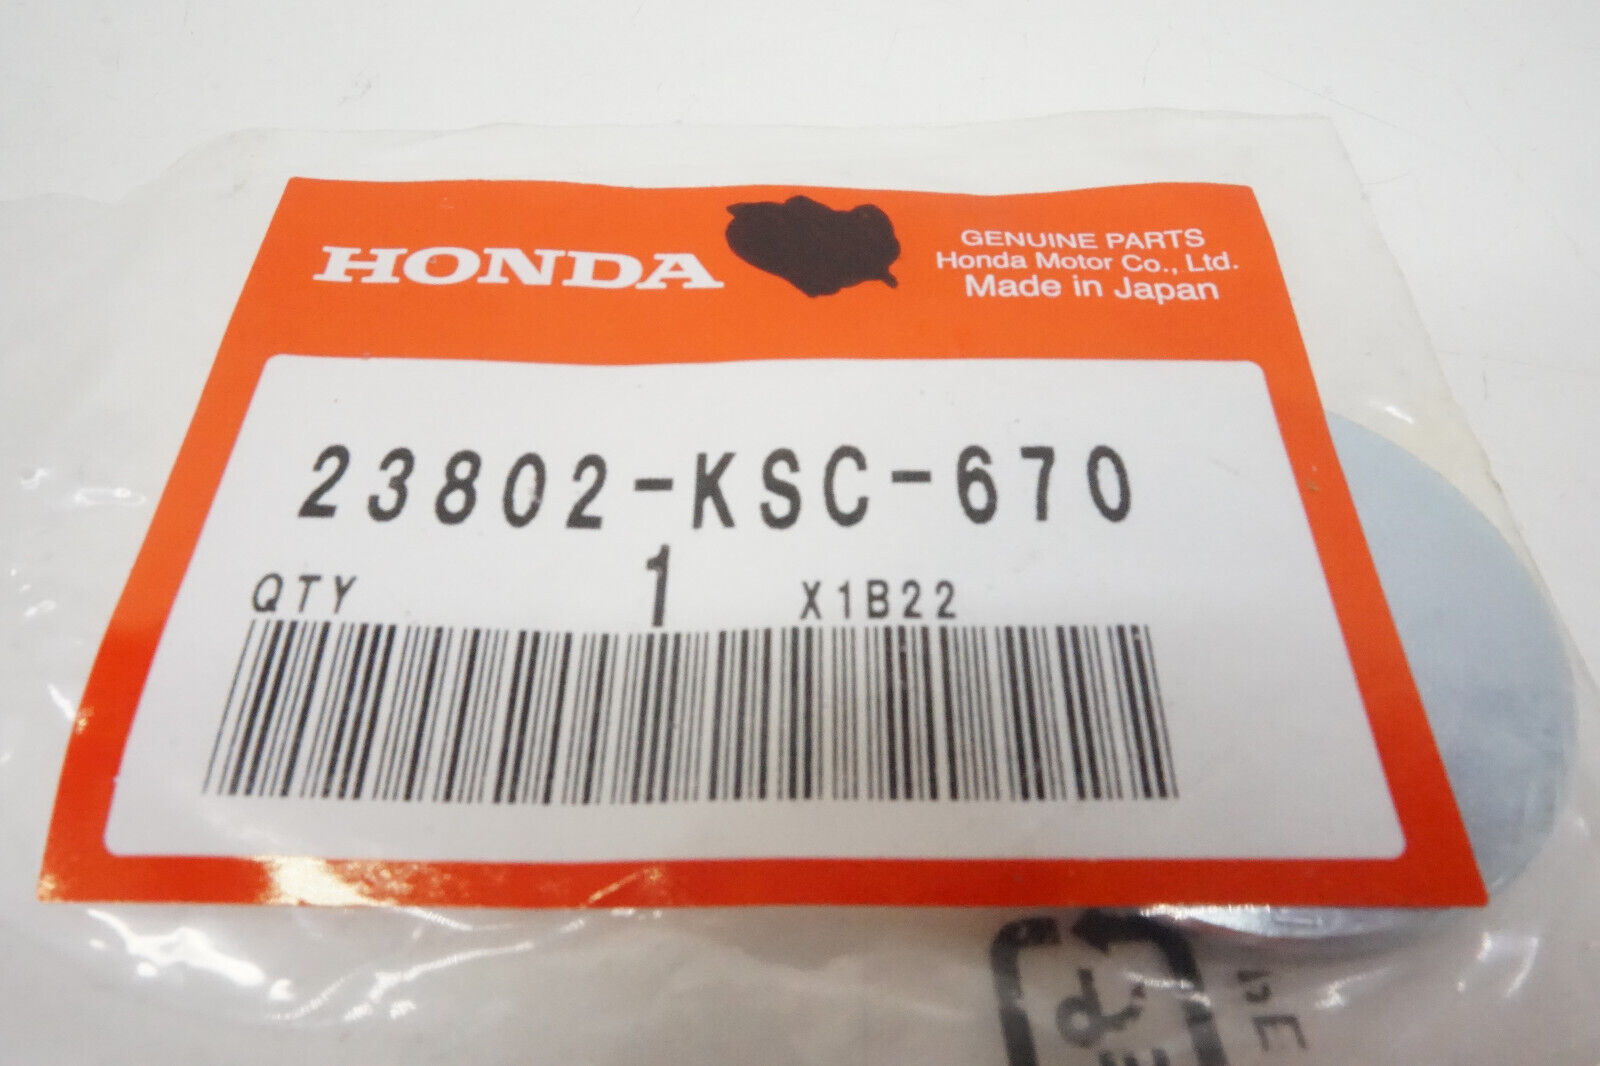 HONDA
GENUINE PARTS
Honda Motor Co., Ltd.
Made in Japan
23802-KSC-670
QTY 1 X1B22